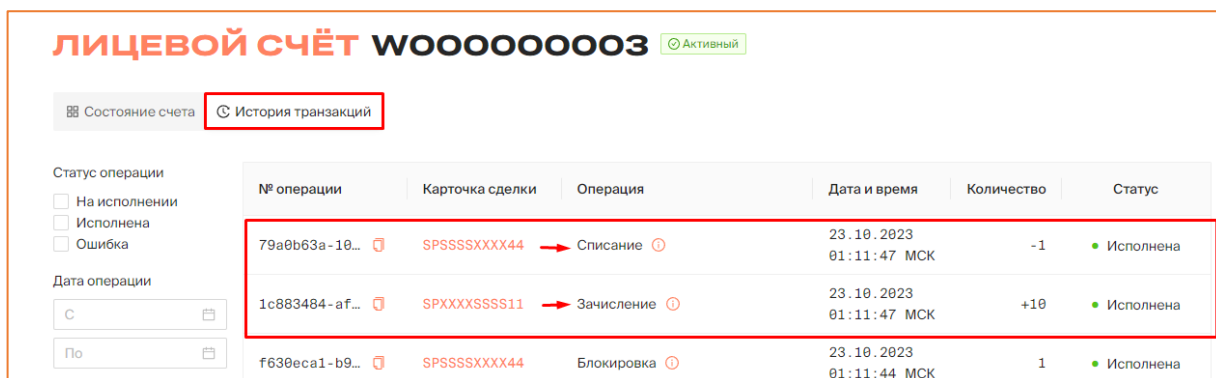 ЛИЦЕВОЙ СЧЁТ W000000003 Активный
Состояние счета История транзакций
Статус операции
На исполнении
Исполнена
Ошибка
Дата операции
С
По
№ операции Карточка сделки Операция Дата и время Количество Статус
79a0b63a-10… SPSSSSXXXX44 Списание 23.10.2023 -1 Исполнена
01:11:47 МСК
1c883484-af… SPXXXXSSSS11 Зачисление 23.10.2023 +10 Исполнена
01:11:47 МСК
f630eca1-b9… SPSSSSXXXX44 Блокировка 23.10.2023 1 Исполнена
01:11:44 МСК